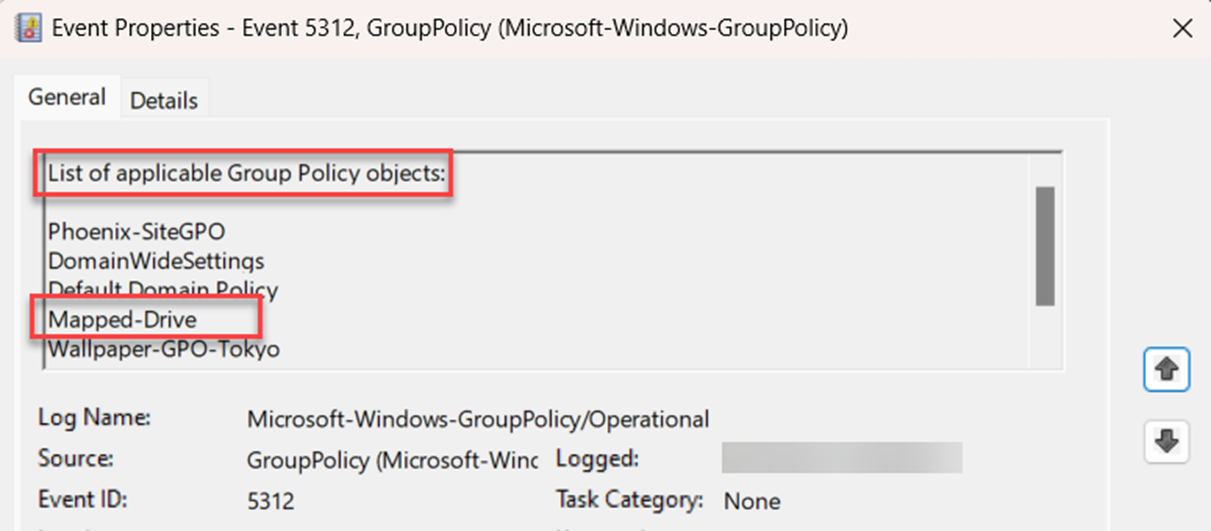 Event Properties - Event 5312, GroupPolicy (Microsoft-Windows-GroupPolicy)
General Details
List of applicable Group Policy objects:
Phoenix-SiteGPO
DomainWideSettings
Default Domain Policy
Mapped-Drive
Wallpaper-GPO-Tokyo
Log Name: Microsoft-Windows-GroupPolicy/Operational
Source: GroupPolicy (Microsoft-Winc Logged:
Event ID: 5312 Task Category: None